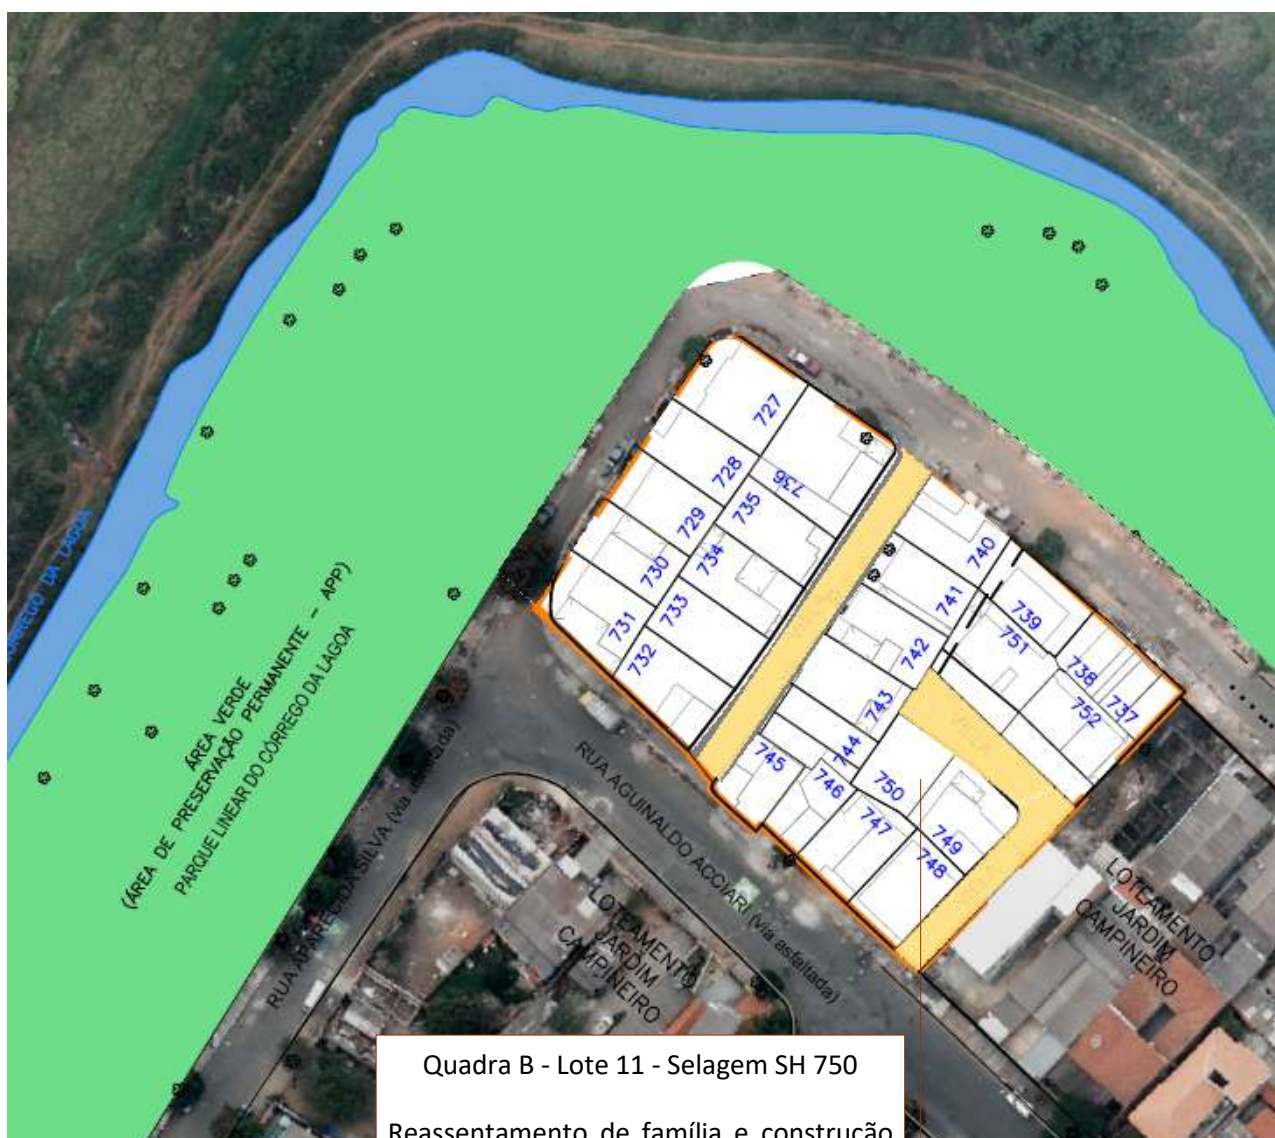 727
728
736
729
735
730
734
740
731
733
741
739
732
742
751
738
743
752
737
744
VIELA
745
746
750
747
749
748
CÓRREGO DA LAGOA
ÁREA VERDE
(ÁREA DE PRESERVAÇÃO PERMANENTE – APP)
PARQUE LINEAR DO CÓRREGO DA LAGOA
RUA APARECIDA SILVA (via asfaltada)
RUA AGUINALDO ACCIARI (via asfaltada)
LOTEAMENTO
JARDIM
CAMPINEIRO
LOTEAMENTO
JARDIM
CAMPINEIRO
Quadra B - Lote 11 - Selagem SH 750
Reassentamento de família e construção